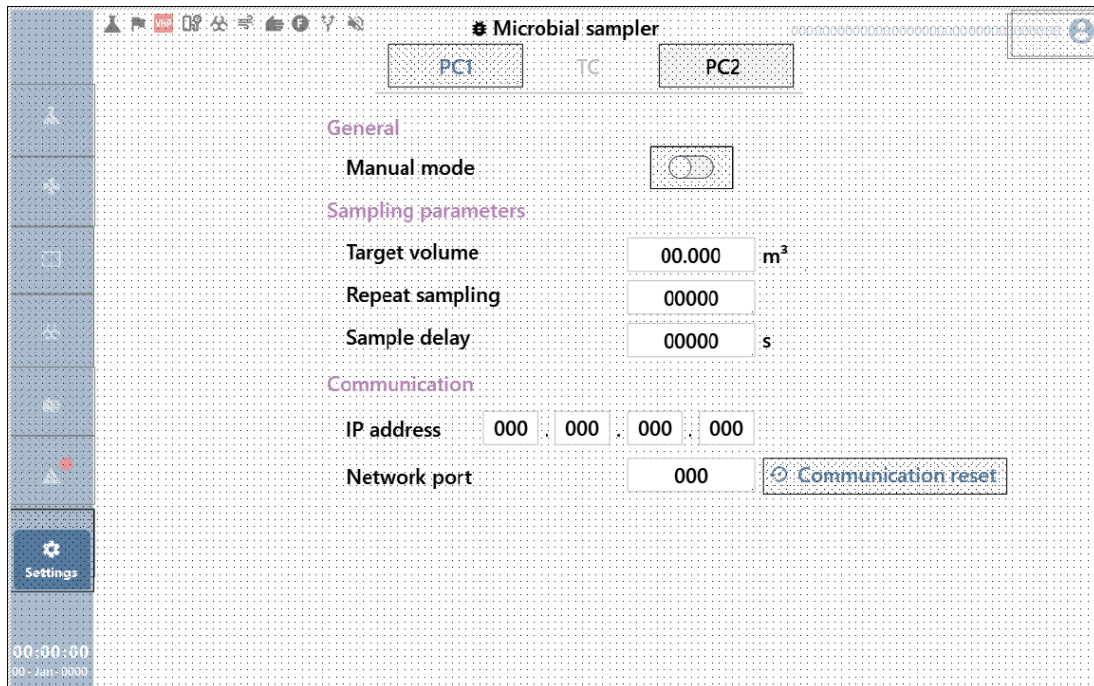 VHP F
Microbial sampler
PC1 TC PC2
General
Manual mode
Sampling parameters
Target volume 00.000 m³
Repeat sampling 00000
Sample delay 00000 s
Communication
IP address 000 . 000 . 000 . 000
Network port 000 Communication reset
Settings
00:00:00
00-Jan-0000